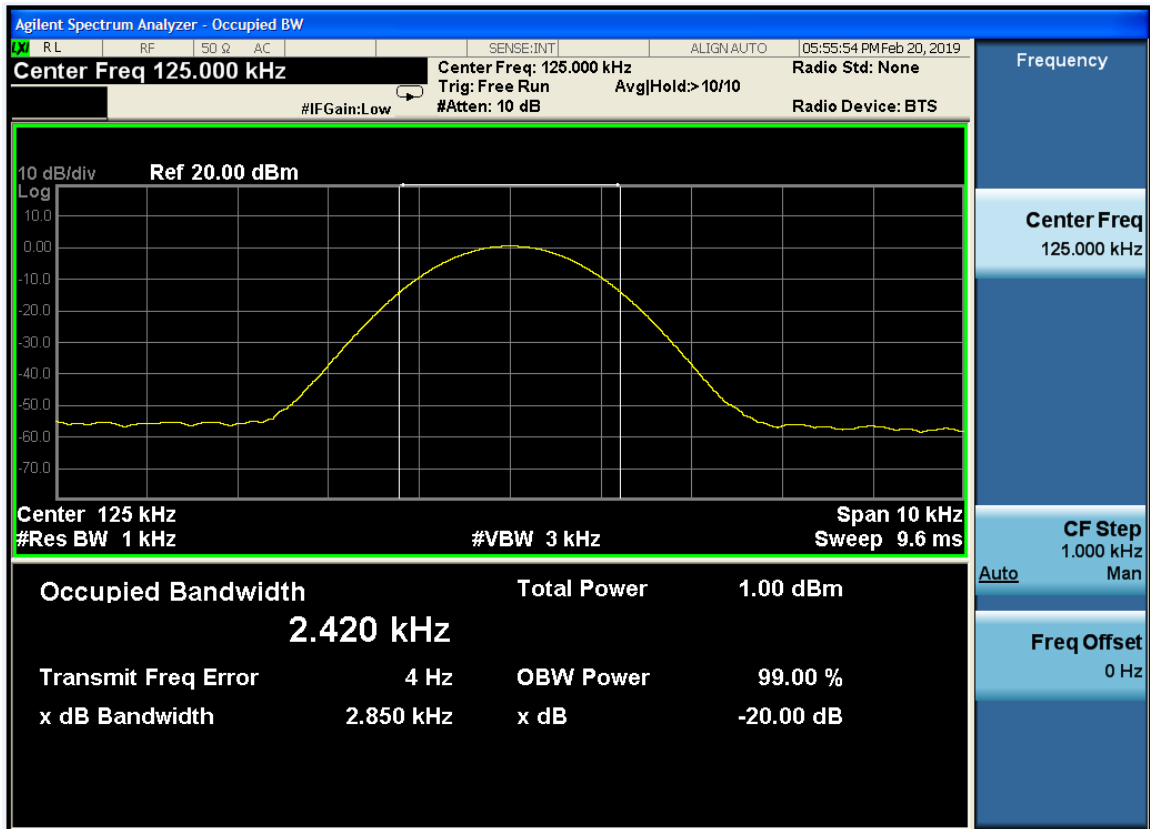 Agilent Spectrum Analyzer - Occupied BW
LXI RL RF 50 Ω AC SENSE:INT ALIGN AUTO 05:55:54 PM Feb 20, 2019
Center Freq 125.000 kHz
Center Freq: 125.000 kHz Radio Std: None
Trig: Free Run Avg|Hold:>10/10
#IFGain:Low #Atten: 10 dB Radio Device: BTS
10 dB/div Ref 20.00 dBm
Log
10.0
0.00
-10.0
-20.0
-30.0
-40.0
-50.0
-60.0
-70.0
Center 125 kHz Span 10 kHz
#Res BW 1 kHz #VBW 3 kHz Sweep 9.6 ms
Occupied Bandwidth Total Power 1.00 dBm
2.420 kHz
Transmit Freq Error 4 Hz OBW Power 99.00 %
x dB Bandwidth 2.850 kHz x dB -20.00 dB
Frequency
Center Freq
125.000 kHz
CF Step
1.000 kHz
Auto Man
Freq Offset
0 Hz